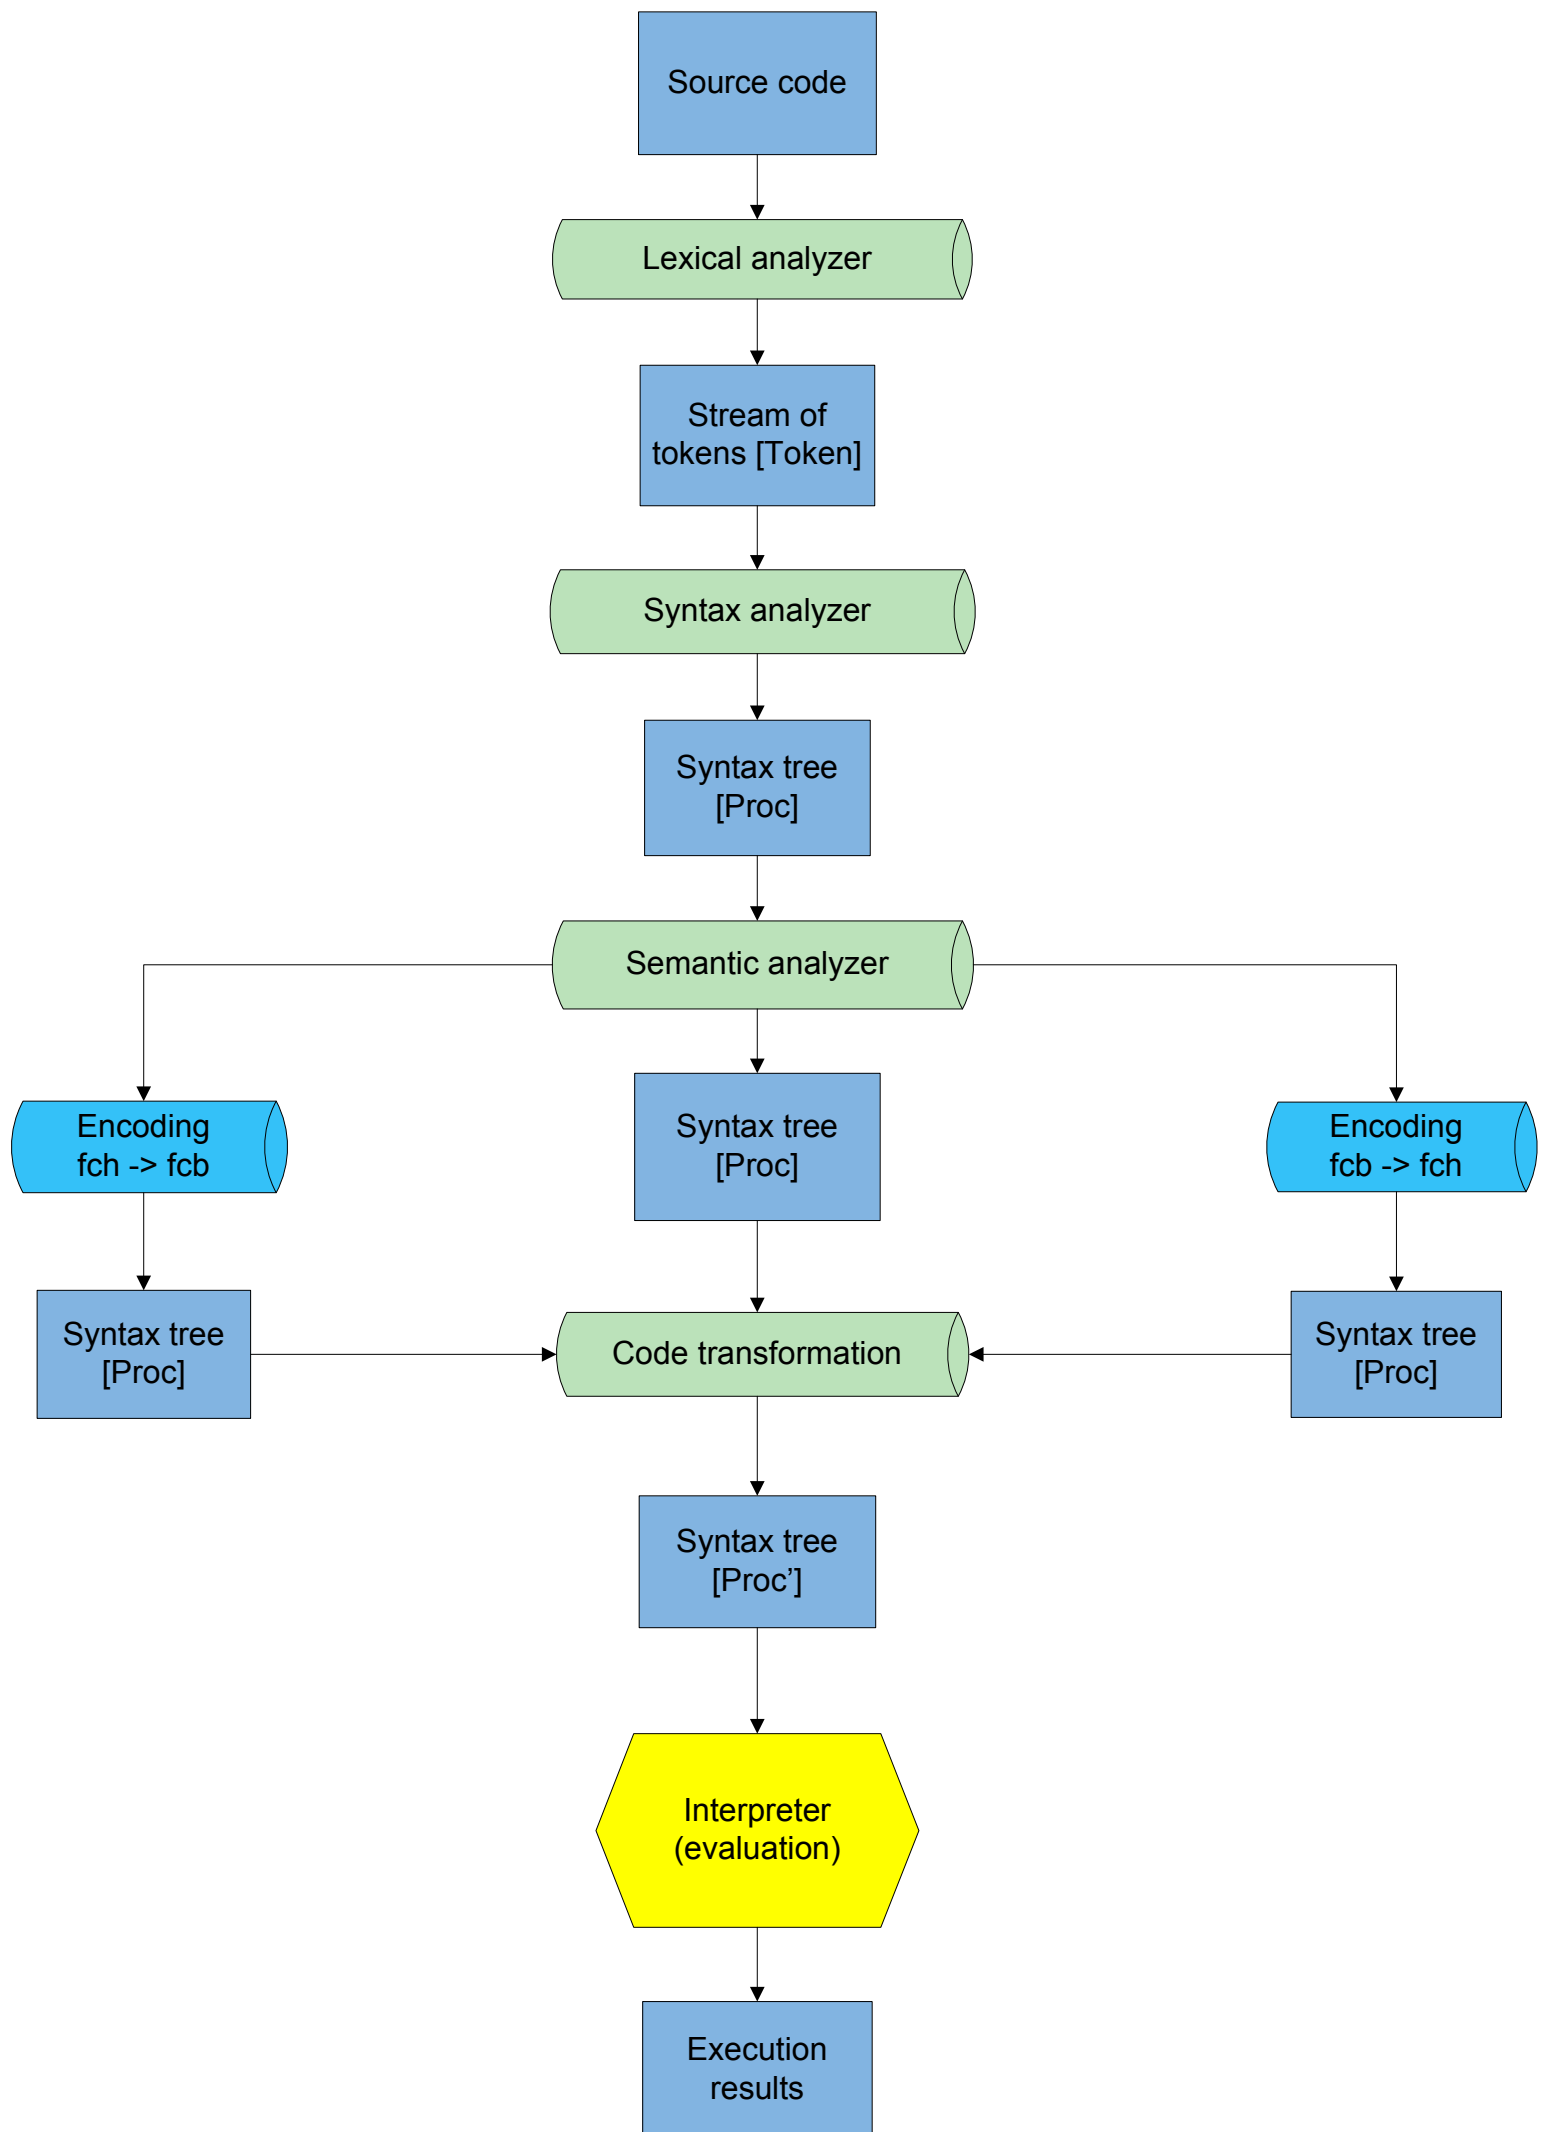 Source code
Lexical analyzer
Stream of
tokens [Token]
Syntax analyzer
Syntax tree
[Proc]
Semantic analyzer
Encoding
fch -> fcb
Syntax tree
[Proc]
Encoding
fcb -> fch
Syntax tree
[Proc]
Code transformation
Syntax tree
[Proc]
Syntax tree
[Proc’]
Interpreter
(evaluation)
Execution
results